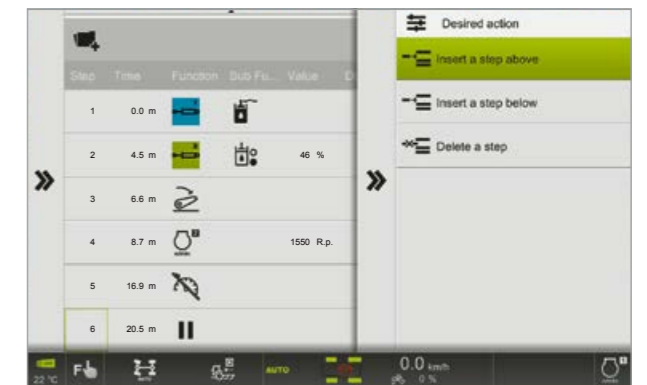 Desired action
Insert a step above
Insert a step below
Delete a step
Step Time Function Sub Fu... Value D
1 0.0 m
2 4.5 m 46 %
3 6.6 m
4 8.7 m 1550 R.p.
5 16.9 m
6 20.5 m
22 °C F AUTO AUTO 0.0 km/h
0 %